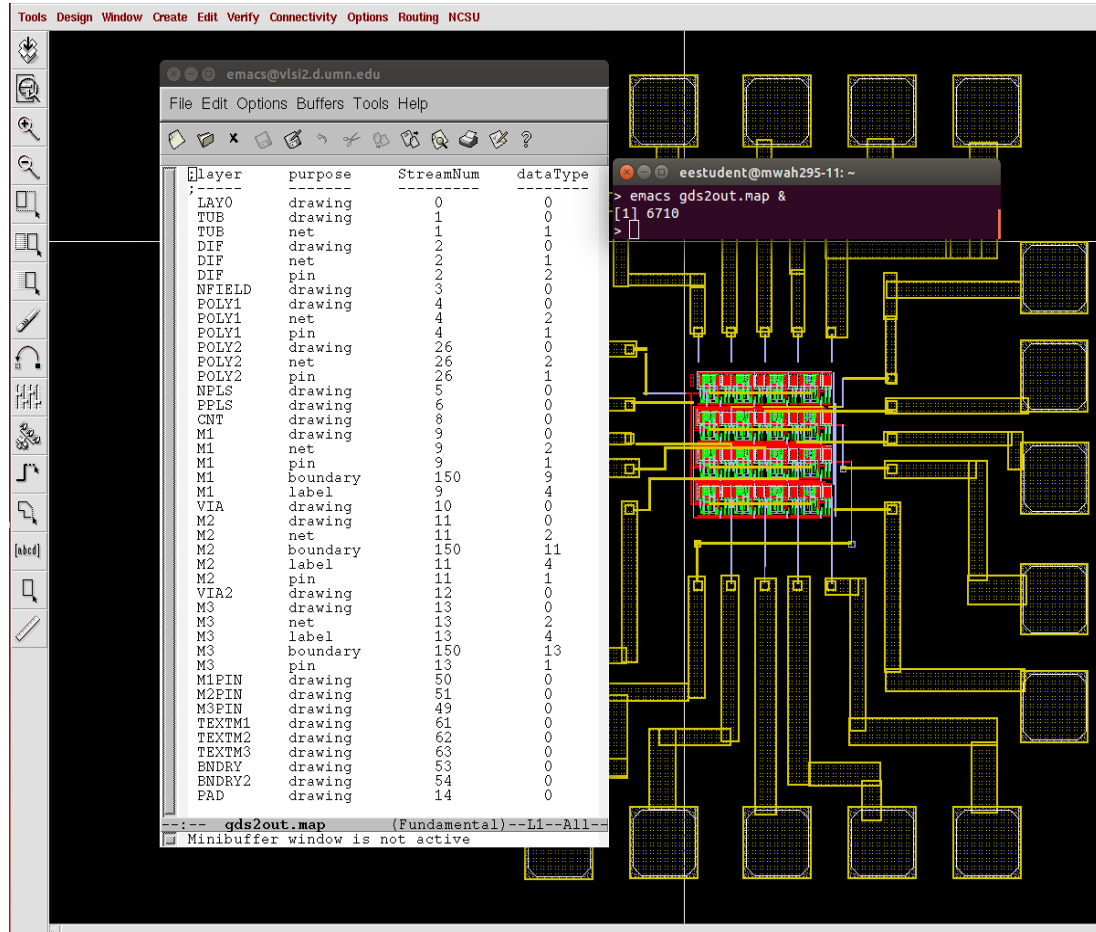 Tools Design Window Create Edit Verify Connectivity Options Routing NCSU
emacs@vlsi2.d.umn.edu
File Edit Options Buffers Tools Help
;layer purpose StreamNum dataType
;----- ------- --------- --------
LAY0 drawing 0 0
TUB drawing 1 0
TUB net 1 1
DIF drawing 2 0
DIF net 2 1
DIF pin 2 2
NFIELD drawing 3 0
POLY1 drawing 4 0
POLY1 net 4 2
POLY1 pin 4 1
POLY2 drawing 26 0
POLY2 net 26 2
POLY2 pin 26 1
NPLS drawing 5 0
PPLS drawing 6 0
CNT drawing 8 0
M1 drawing 9 0
M1 net 9 2
M1 pin 9 1
M1 boundary 150 9
M1 label 9 4
VIA drawing 10 0
M2 drawing 11 0
M2 net 11 2
M2 boundary 150 11
M2 label 11 4
M2 pin 11 1
VIA2 drawing 12 0
M3 drawing 13 0
M3 net 13 2
M3 label 13 4
M3 boundary 150 13
M3 pin 13 1
M1PIN drawing 50 0
M2PIN drawing 51 0
M3PIN drawing 49 0
TEXTM1 drawing 61 0
TEXTM2 drawing 62 0
TEXTM3 drawing 63 0
BNDRY drawing 53 0
BNDRY2 drawing 54 0
PAD drawing 14 0
--:-- gds2out.map (Fundamental)--L1--All--
Minibuffer window is not active
eestudent@mwah295-11: ~
> emacs gds2out.map &
[1] 6710
>
[abcd]